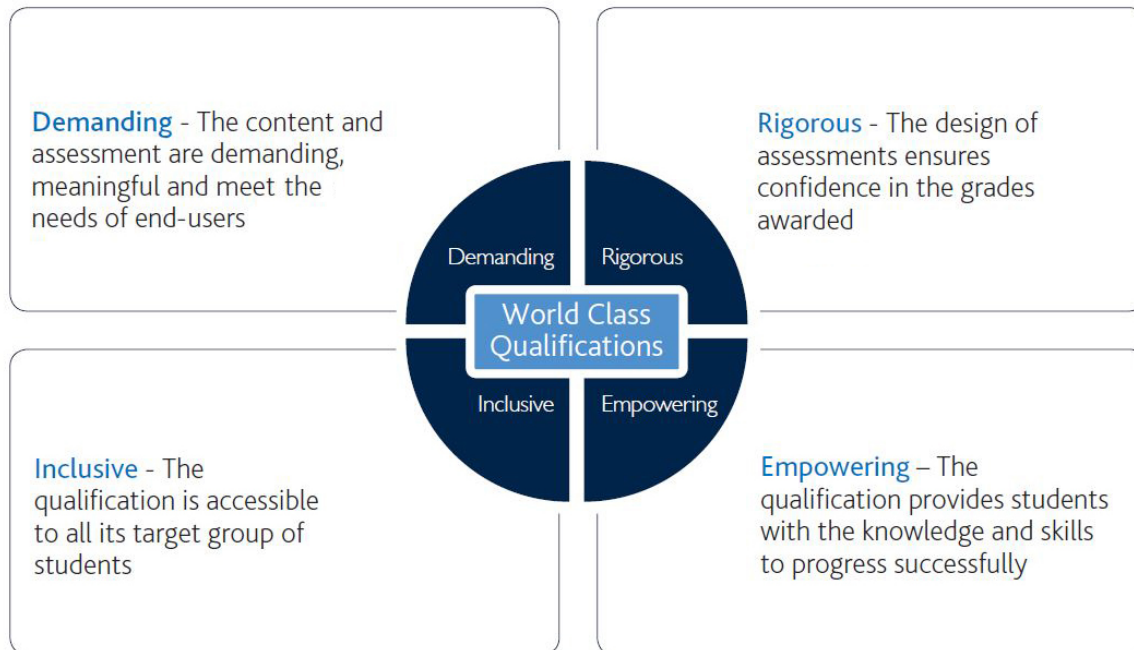 Demanding - The content and
assessment are demanding,
meaningful and meet the
needs of end-users
Rigorous - The design of
assessments ensures
confidence in the grades
awarded
Demanding
Rigorous
World Class
Qualifications
Inclusive
Empowering
Inclusive - The
qualification is accessible
to all its target group of
students
Empowering – The
qualification provides students
with the knowledge and skills
to progress successfully